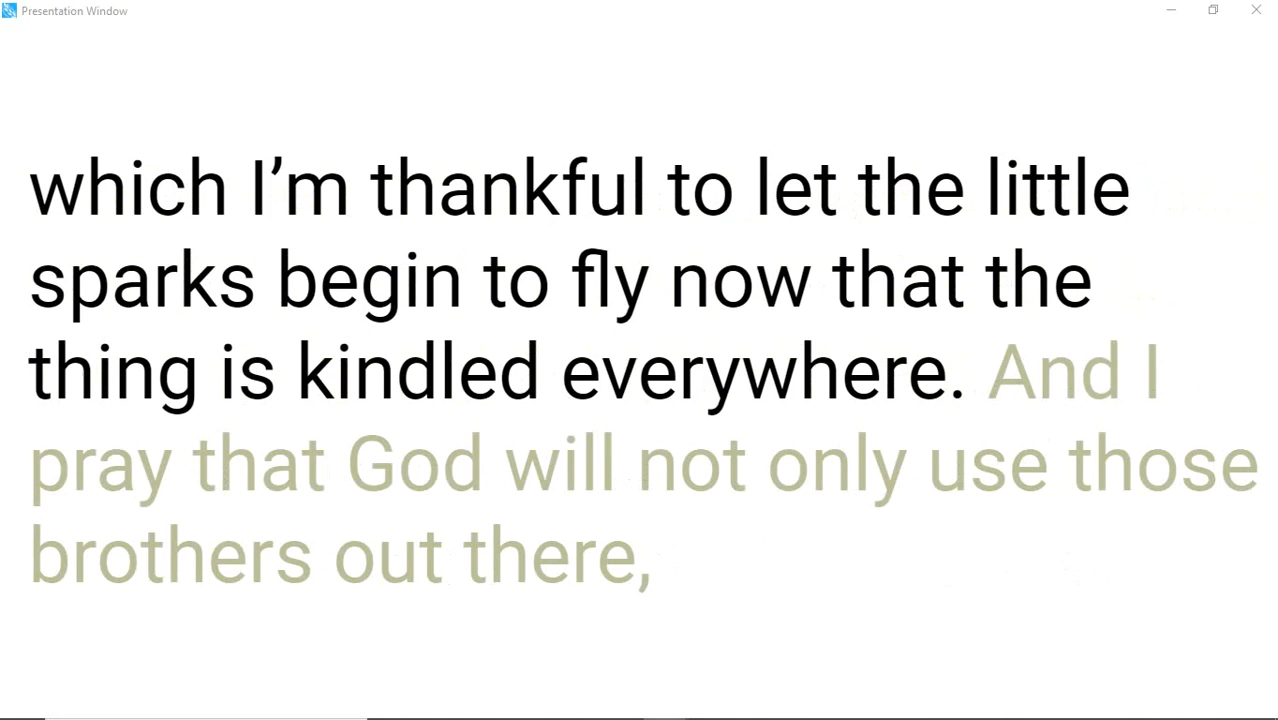 Presentation Window
which I’m thankful to let the little
sparks begin to fly now that the
thing is kindled everywhere. And I
pray that God will not only use those
brothers out there,